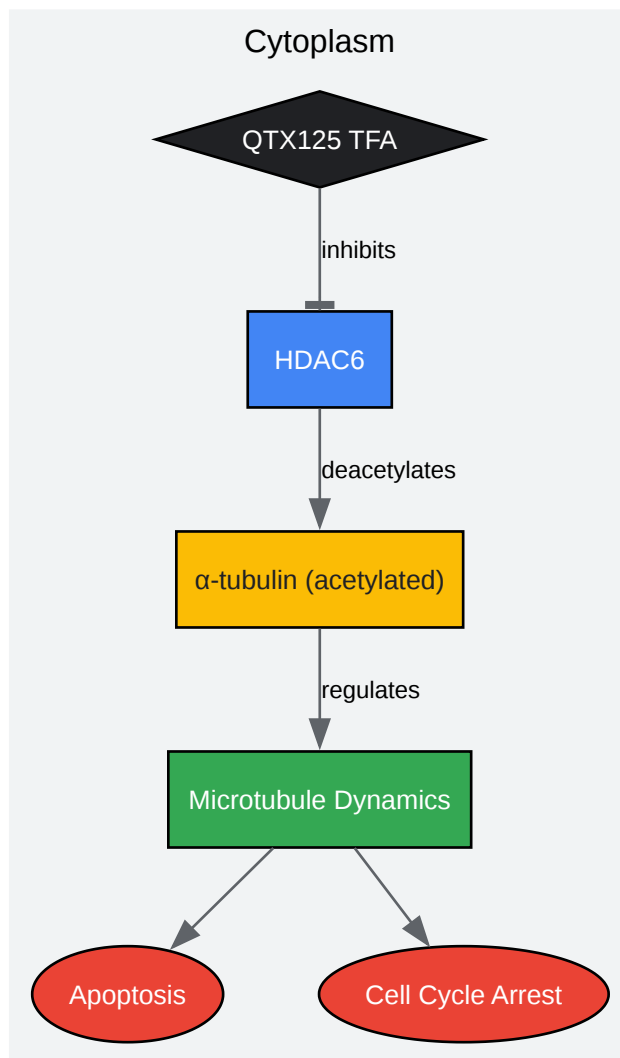 Cytoplasm
QTX125 TFA
inhibits
HDAC6
deacetylates
α-tubulin (acetylated)
regulates
Microtubule Dynamics
Apoptosis
Cell Cycle Arrest